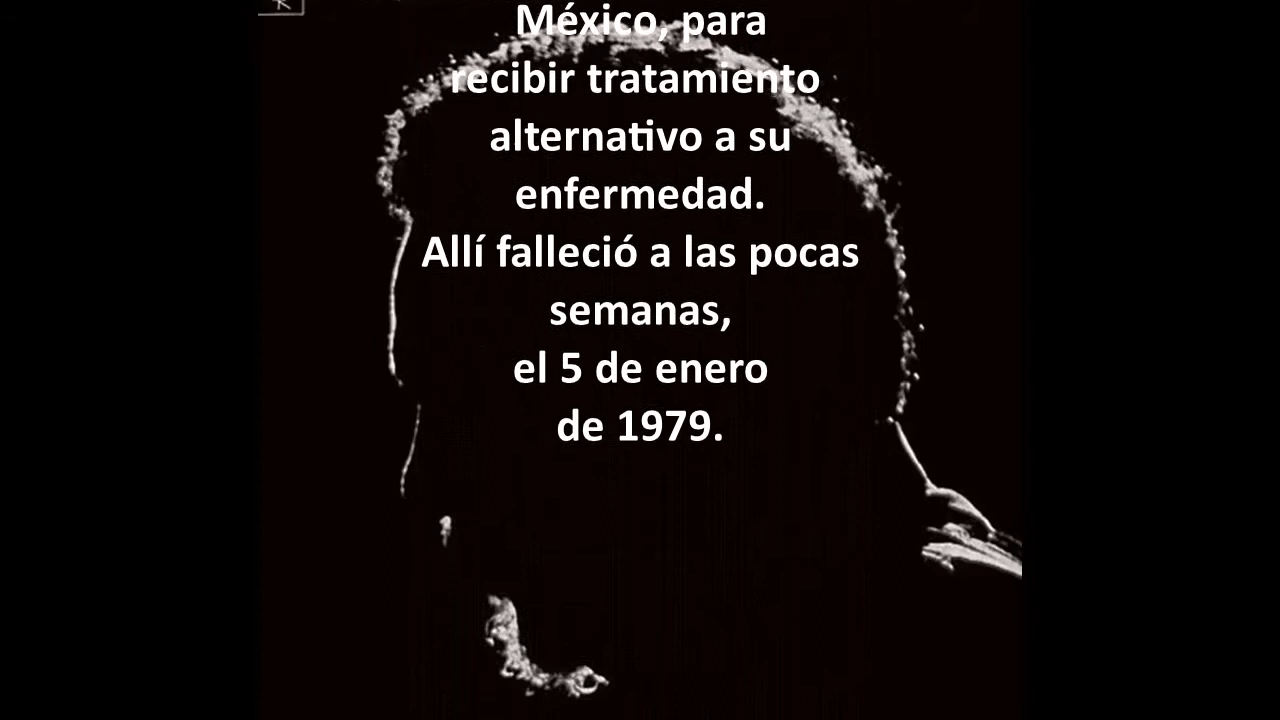 México, para
recibir tratamiento
alternativo a su
enfermedad.
Allí falleció a las pocas
semanas,
el 5 de enero
de 1979.